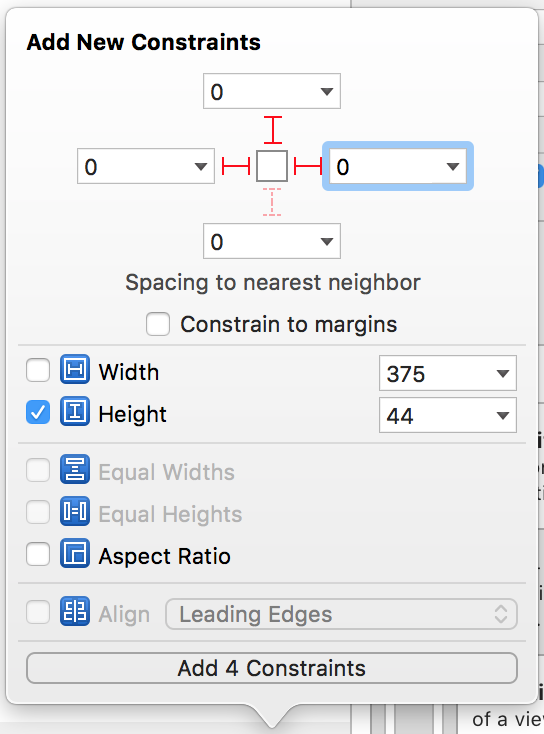 Add New Constraints
0
0
0
0
Spacing to nearest neighbor
Constrain to margins
Width 375
Height 44
Equal Widths
Equal Heights
Aspect Ratio
Align Leading Edges
Add 4 Constraints
of a view